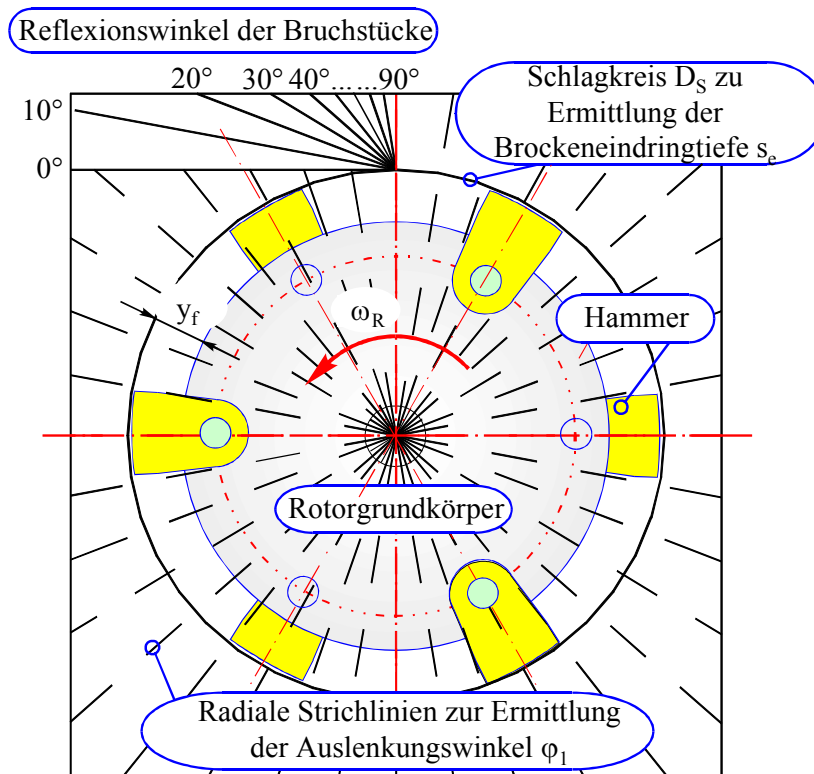 Reflexionswinkel der Bruchstücke
20° 30° 40° ...... 90°
10°
0°
Schlagkreis D_S zu
Ermittlung der
Brockeneindringtiefe s_e
y_f
ω_R
Hammer
Rotorgrundkörper
Radiale Strichlinien zur Ermittlung
der Auslenkungswinkel φ_1